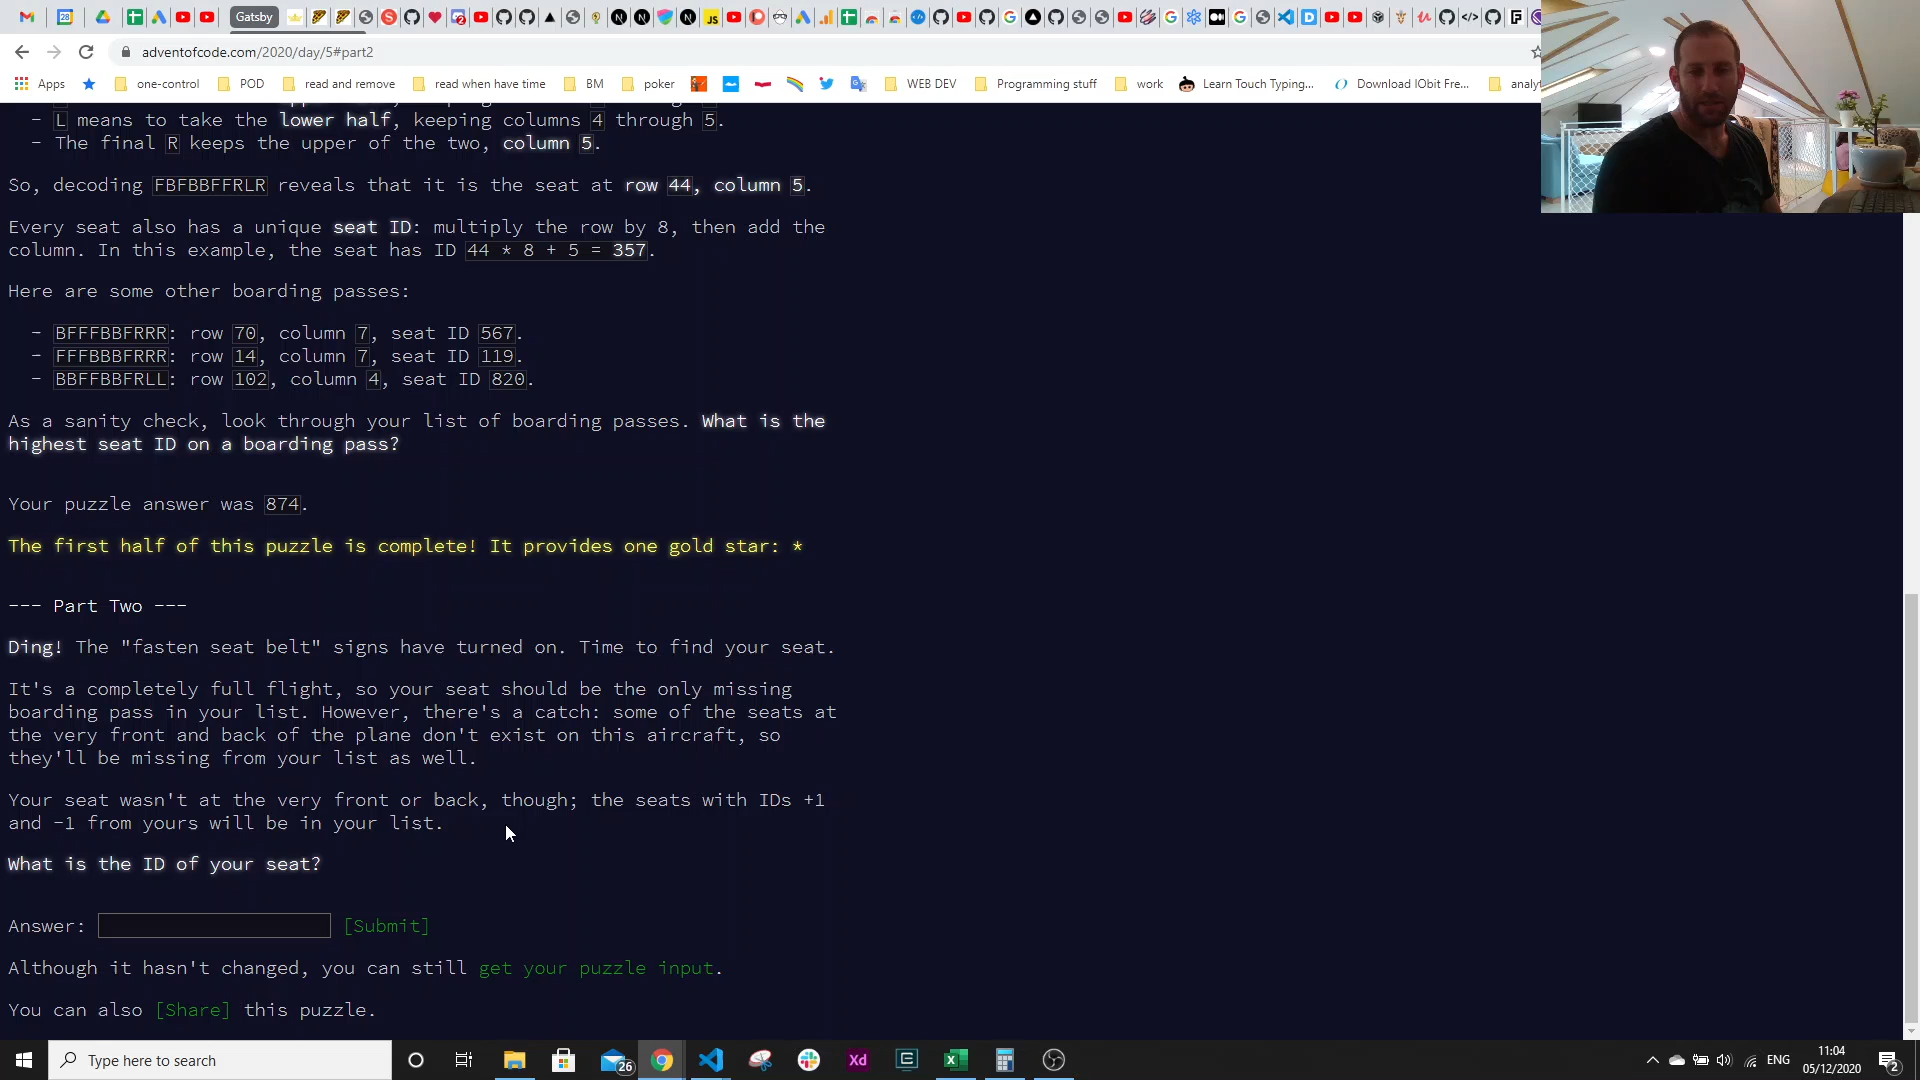 Gatsby
adventofcode.com/2020/day/5#part2
Apps one-control POD read and remove read when have time BM poker WEB DEV Programming stuff work Learn Touch Typing... Download IObit Fre... analy
- L means to take the lower half, keeping columns 4 through 5.
- The final R keeps the upper of the two, column 5.
So, decoding FBFBBFFRLR reveals that it is the seat at row 44, column 5.
Every seat also has a unique seat ID: multiply the row by 8, then add the
column. In this example, the seat has ID 44 * 8 + 5 = 357.
Here are some other boarding passes:
- BFFFBBFRRR: row 70, column 7, seat ID 567.
- FFFBBBFRRR: row 14, column 7, seat ID 119.
- BBFFBBFRLL: row 102, column 4, seat ID 820.
As a sanity check, look through your list of boarding passes. What is the
highest seat ID on a boarding pass?
Your puzzle answer was 874.
The first half of this puzzle is complete! It provides one gold star: *
--- Part Two ---
Ding! The "fasten seat belt" signs have turned on. Time to find your seat.
It's a completely full flight, so your seat should be the only missing
boarding pass in your list. However, there's a catch: some of the seats at
the very front and back of the plane don't exist on this aircraft, so
they'll be missing from your list as well.
Your seat wasn't at the very front or back, though; the seats with IDs +1
and -1 from yours will be in your list.
What is the ID of your seat?
Answer: [Submit]
Although it hasn't changed, you can still get your puzzle input.
You can also [Share] this puzzle.
Type here to search
26
Xd
ENG
11:04
05/12/2020
2